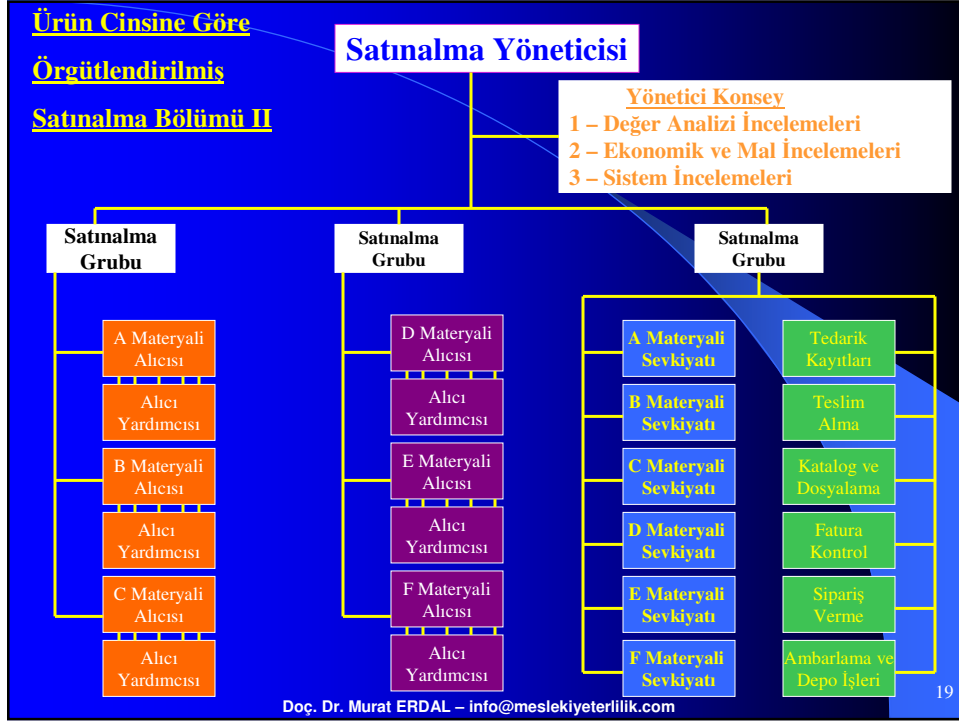 Ürün Cinsine Göre
Örgütlendirilmiş
Satınalma Bölümü II
Satınalma Yöneticisi
Yönetici Konsey
1 – Değer Analizi İncelemeleri
2 – Ekonomik ve Mal İncelemeleri
3 – Sistem İncelemeleri
Satınalma
Grubu
A Materyali
Alıcısı
Alıcı
Yardımcısı
B Materyali
Alıcısı
Alıcı
Yardımcısı
C Materyali
Alıcısı
Alıcı
Yardımcısı
Satınalma
Grubu
D Materyali
Alıcısı
Alıcı
Yardımcısı
E Materyali
Alıcısı
Alıcı
Yardımcısı
F Materyali
Alıcısı
Alıcı
Yardımcısı
Satınalma
Grubu
A Materyali
Sevkiyatı
B Materyali
Sevkiyatı
C Materyali
Sevkiyatı
D Materyali
Sevkiyatı
E Materyali
Sevkiyatı
F Materyali
Sevkiyatı
Tedarik
Kayıtları
Teslim
Alma
Katalog ve
Dosyalama
Fatura
Kontrol
Sipariş
Verme
Ambarlama ve
Depo İşleri
Doç. Dr. Murat ERDAL – info@meslekiyeterlilik.com
19